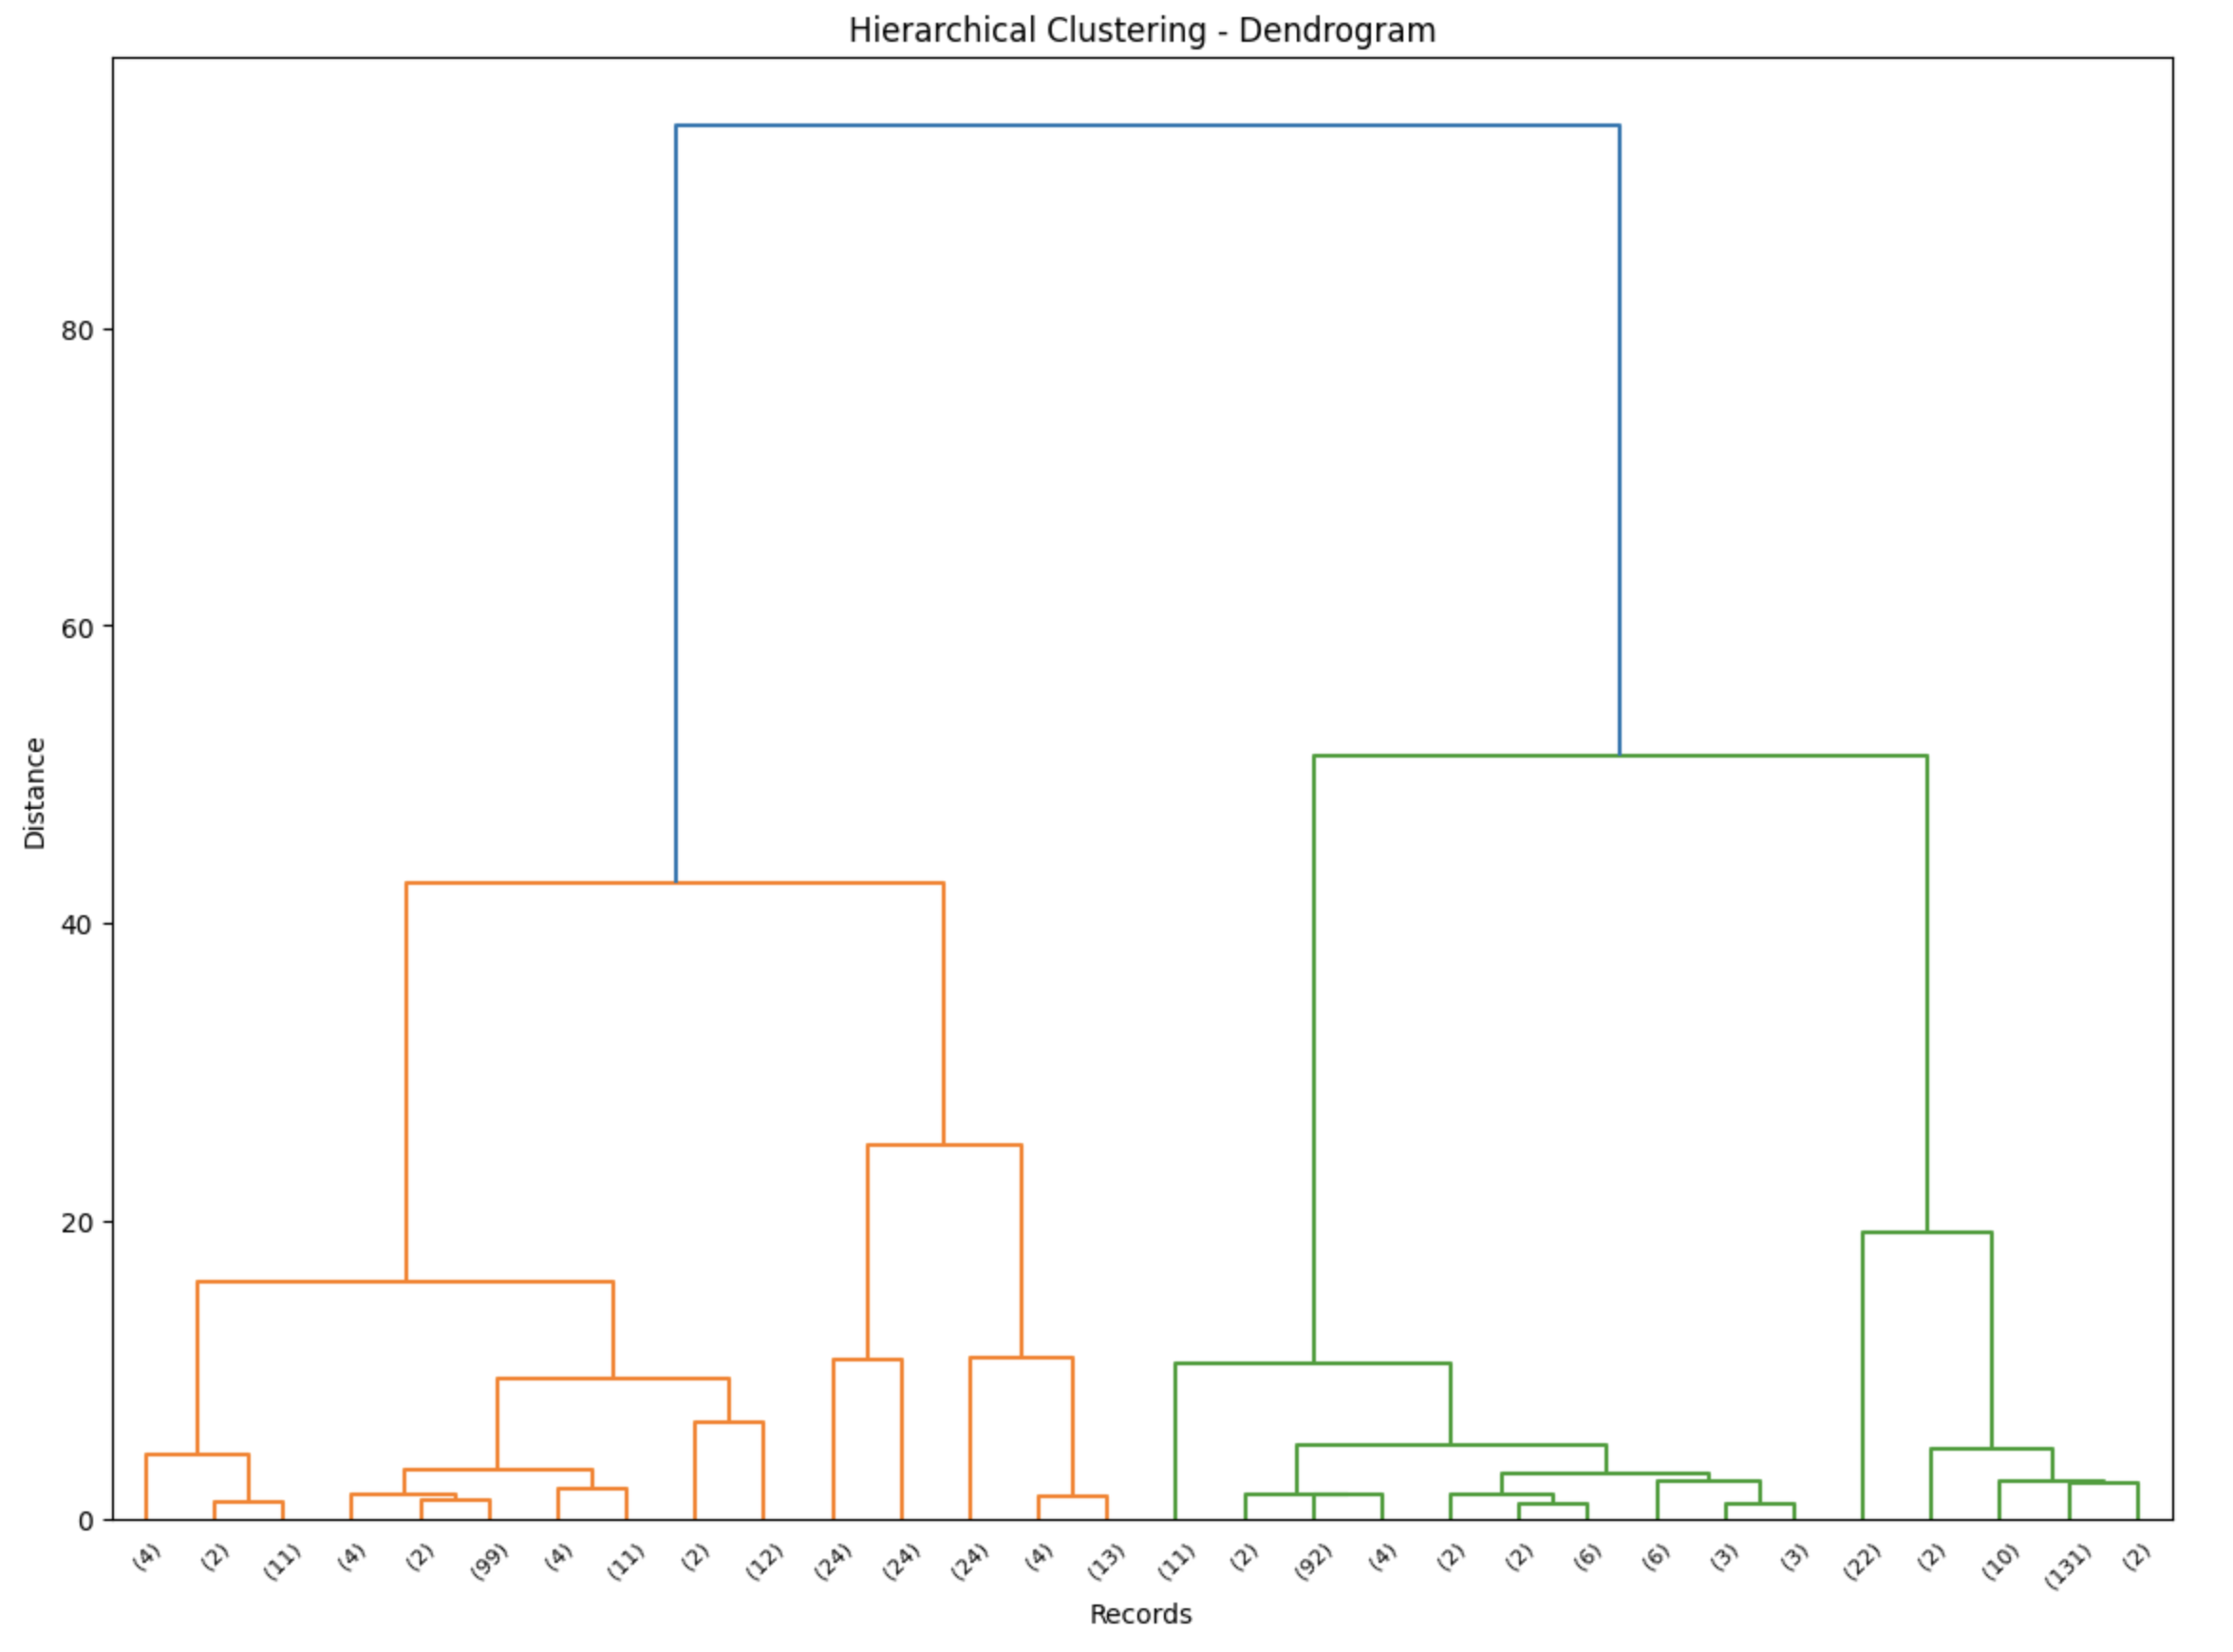 Hierarchical Clustering - Dendrogram
80
60
40
20
0
Distance
(4) (2) (11) (4) (2) (99) (4) (11) (2) (12) (24) (24) (24) (4) (13) (11) (2) (92) (4) (2) (2) (6) (6) (3) (3) (22) (2) (10) (131) (2)
Records